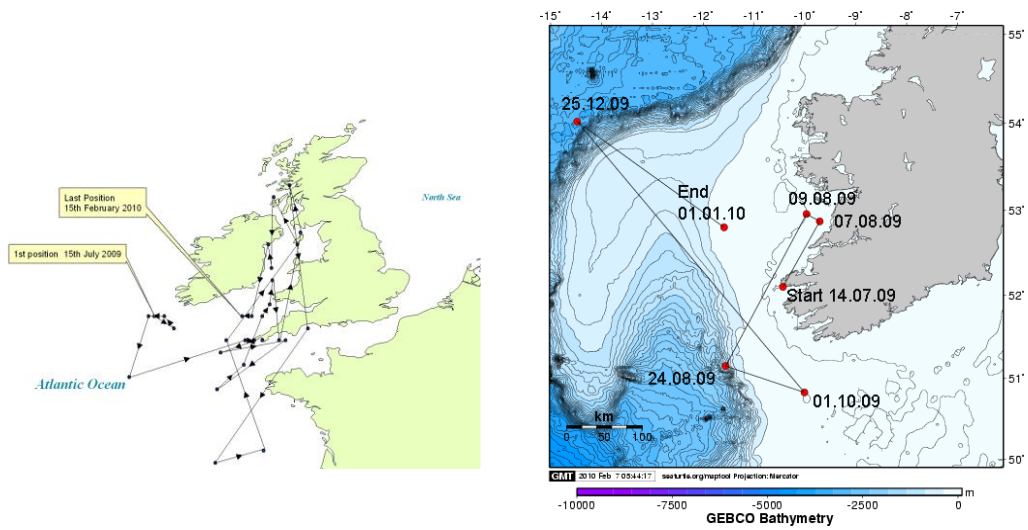 Last Position
15th February 2010
1st position 15th July 2009
North Sea
Atlantic Ocean
-15° -14° -13° -12° -11° -10° -9° -8° -7°
55°
54°
53°
52°
51°
50°
25.12.09
End
01.01.10
09.08.09
07.08.09
Start 14.07.09
24.08.09
01.10.09
km
0 50 100
GMT 2010 Feb 7 05:44:17 seaturtle.org/maptool Projection: Mercator
-10000 -7500 -5000 -2500 0 m
GEBCO Bathymetry